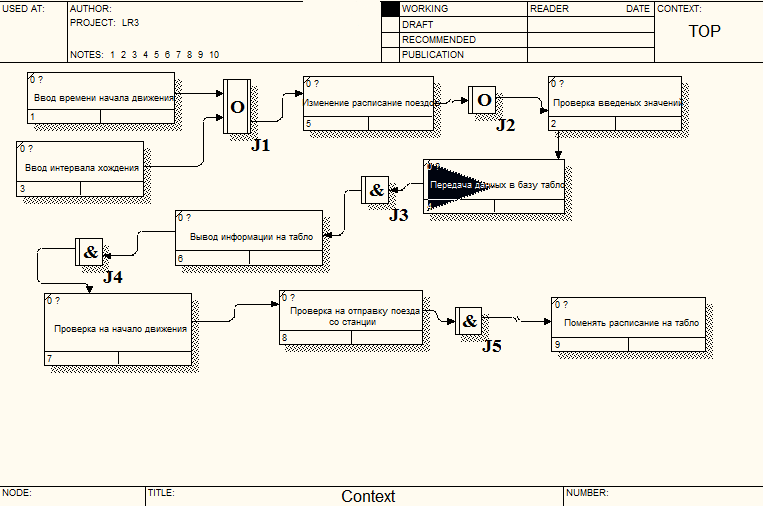 USED AT:
AUTHOR:
PROJECT: LR3
NOTES: 1 2 3 4 5 6 7 8 9 10
WORKING
DRAFT
RECOMMENDED
PUBLICATION
READER DATE
CONTEXT:
TOP
0 ?
Ввод времени начала движения
1
O
J1
0 ?
Изменение расписание поездов
5
O
J2
0 ?
Проверка введеных значений
2
0 ?
Ввод интервала хождения
3
&
J3
Передача данных в базу табло
0 ?
Вывод информации на табло
6
&
J4
0 ?
Проверка на начало движения
7
0 ?
Проверка на отправку поезда
со станции
8
&
J5
0 ?
Поменять расписание на табло
9
NODE:
TITLE:
Context
NUMBER: